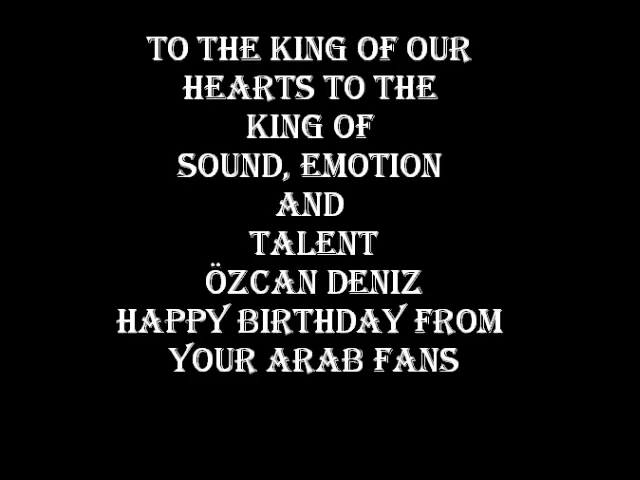 TO THE KING OF OUR
HEARTS TO THE
KING OF
SOUND, EMOTION
AND
TALENT
ÖZCAN DENIZ
HAPPY BIRTHDAY FROM
YOUR ARAB FANS